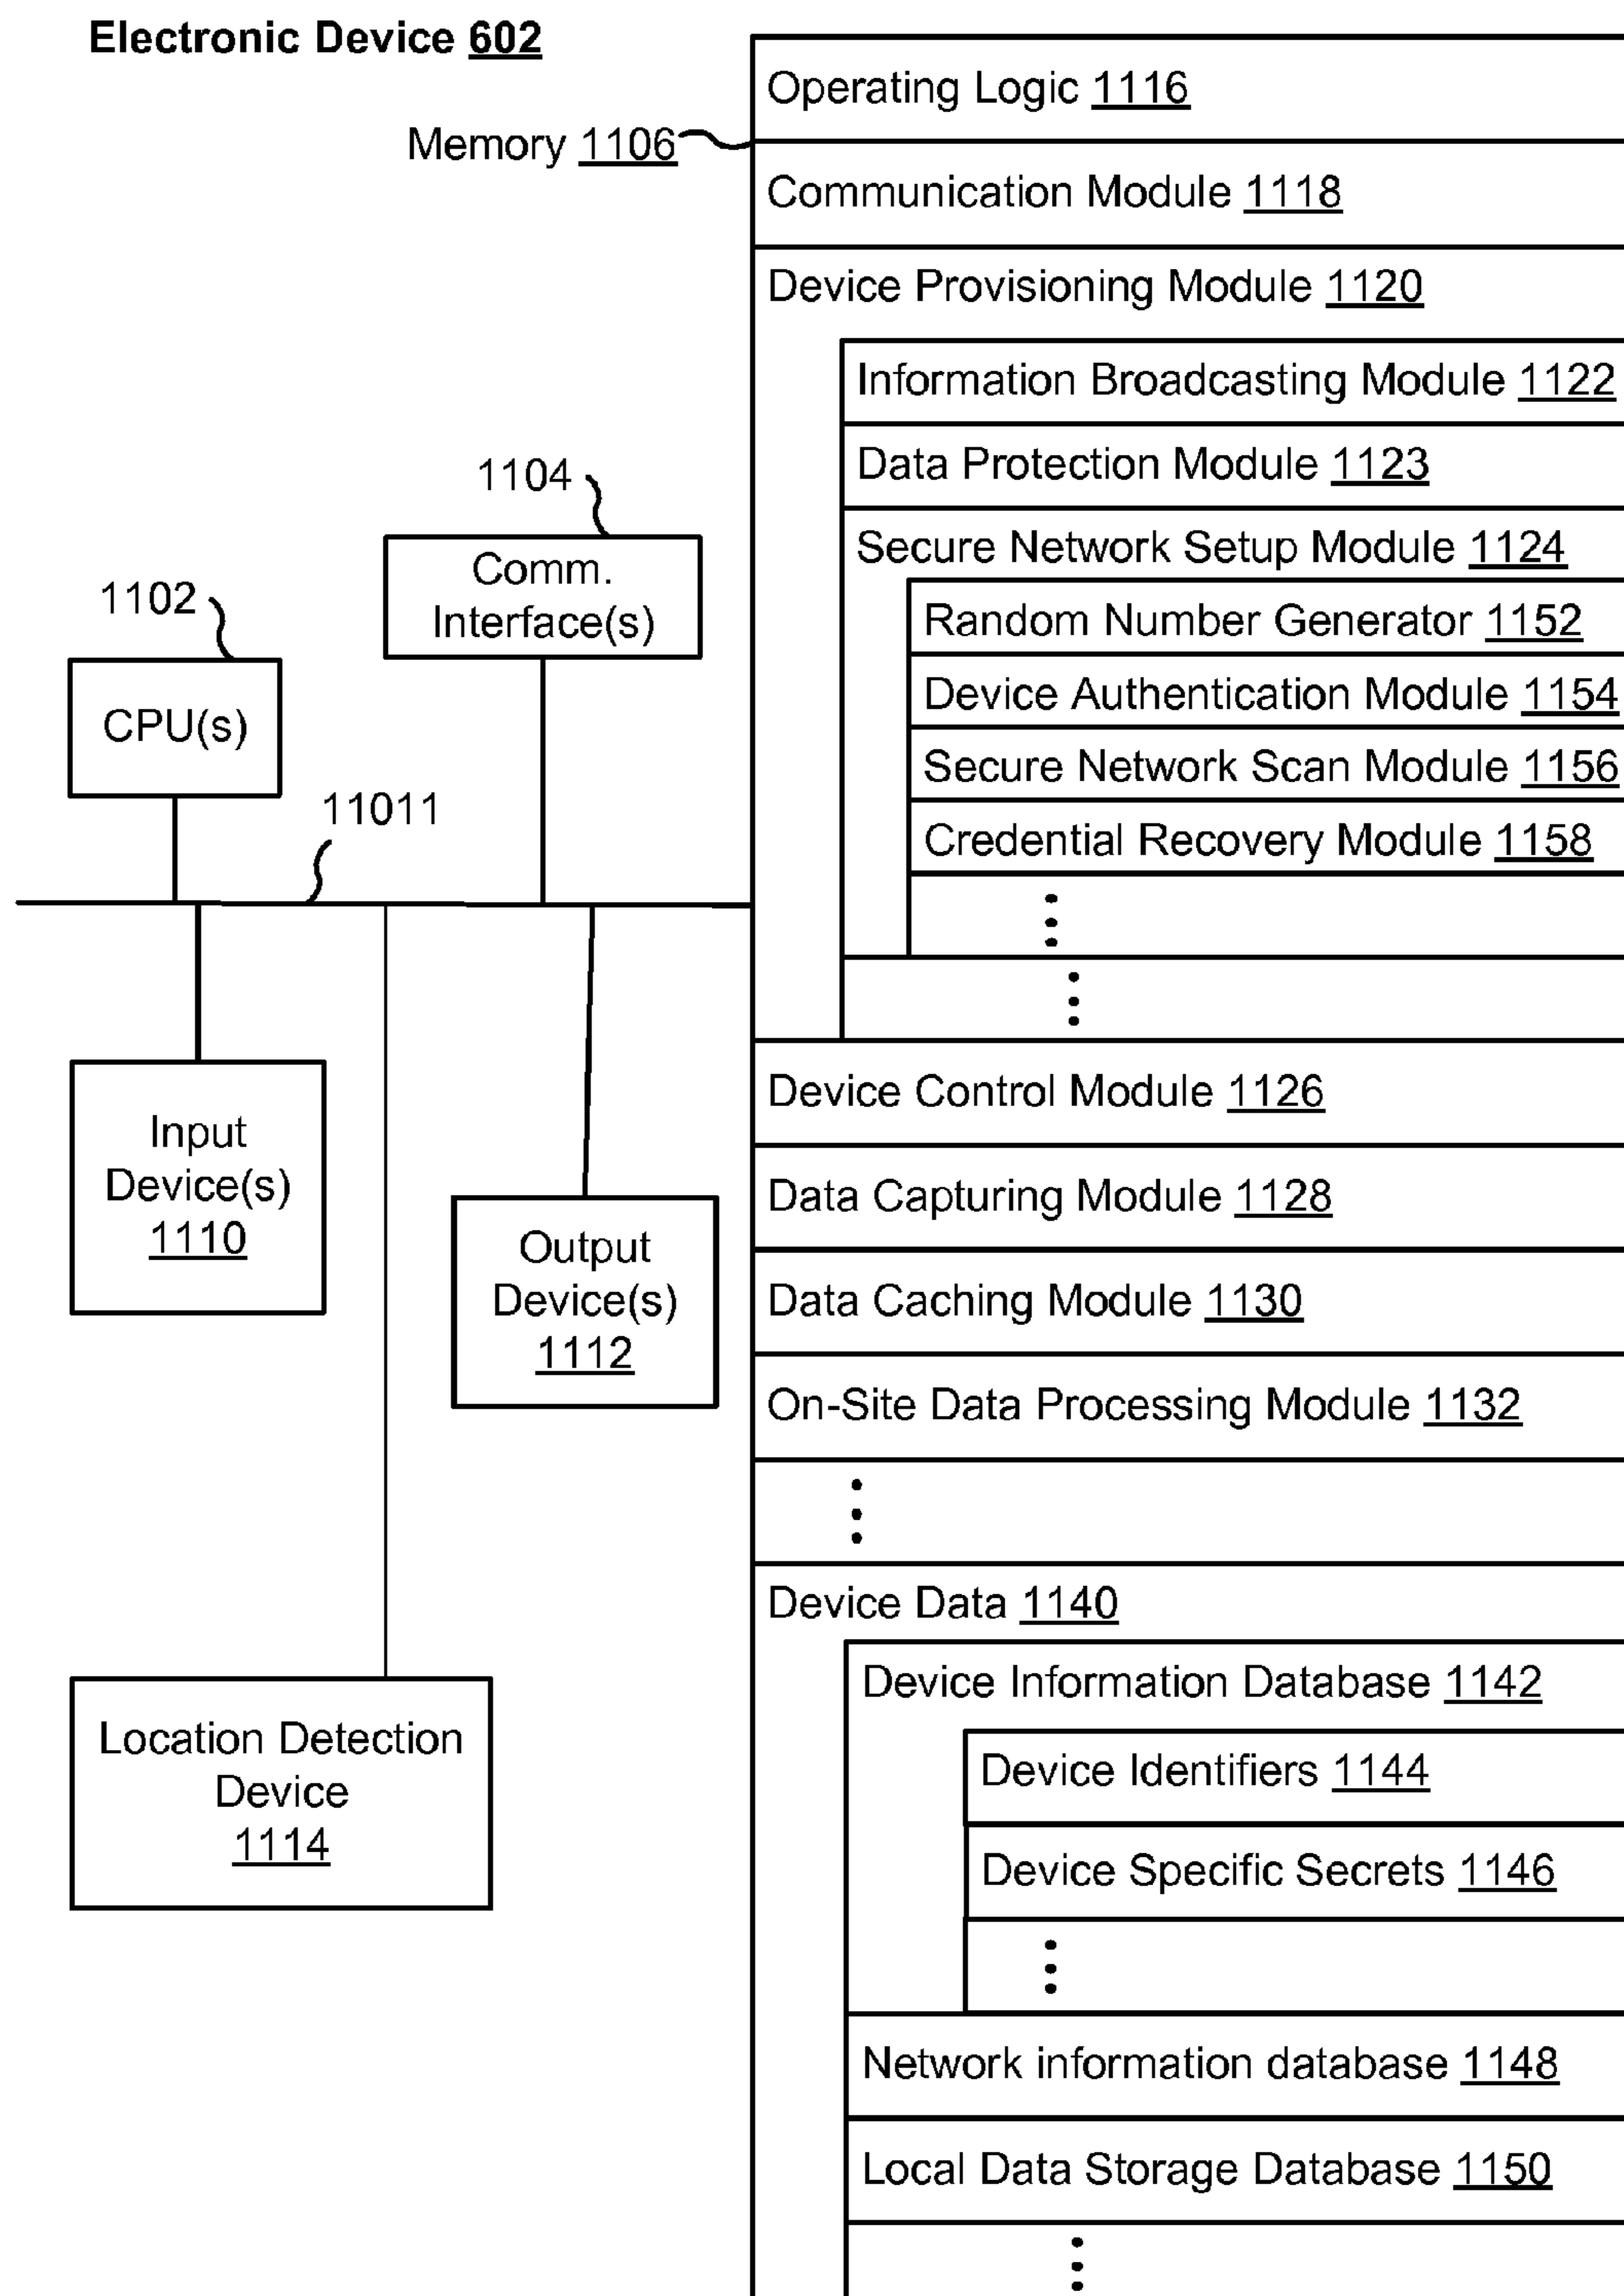 Electronic Device 602
Memory 1106
Operating Logic 1116
Communication Module 1118
Device Provisioning Module 1120
Information Broadcasting Module 1122
Data Protection Module 1123
Secure Network Setup Module 1124
Random Number Generator 1152
Device Authentication Module 1154
Secure Network Scan Module 1156
Credential Recovery Module 1158
1104
Comm.
Interface(s)
1102
CPU(s)
11011
Input
Device(s)
1110
Output
Device(s)
1112
Location Detection
Device
1114
Device Control Module 1126
Data Capturing Module 1128
Data Caching Module 1130
On-Site Data Processing Module 1132
Device Data 1140
Device Information Database 1142
Device Identifiers 1144
Device Specific Secrets 1146
Network information database 1148
Local Data Storage Database 1150